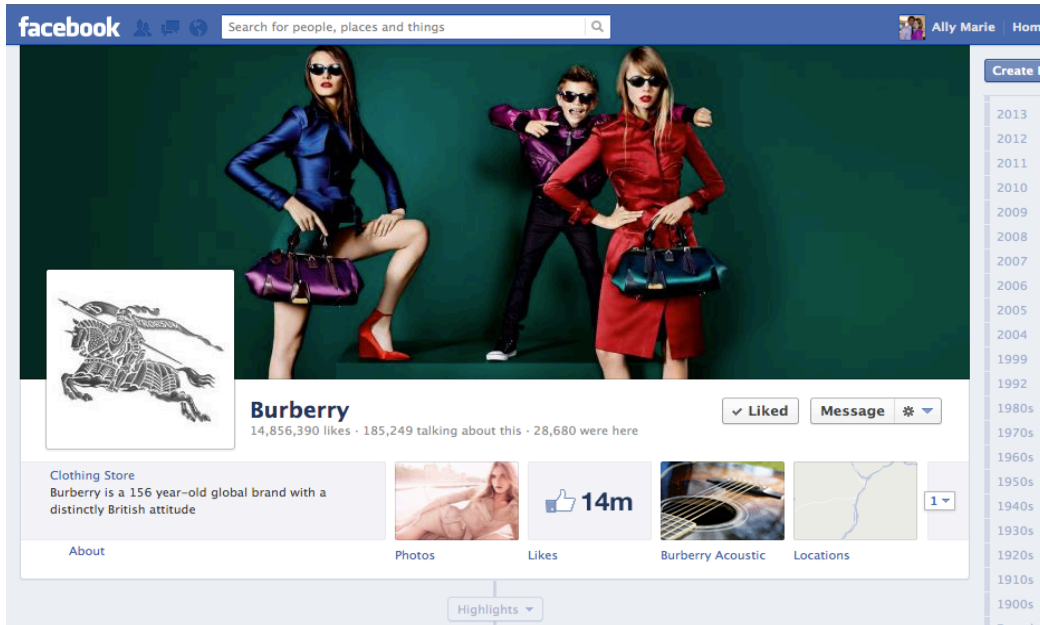 facebook
Search for people, places and things
Ally Marie
Hom
Create
2013
2012
2011
2010
2009
2008
2007
2006
2005
2004
1999
1992
1980s
1970s
1960s
1950s
1940s
1930s
1920s
1910s
1900s
PRORSUM
Burberry
14,856,390 likes · 185,249 talking about this · 28,680 were here
Liked
Message
Clothing Store
Burberry is a 156 year-old global brand with a
distinctly British attitude
About
14m
1
Photos
Likes
Burberry Acoustic
Locations
Highlights